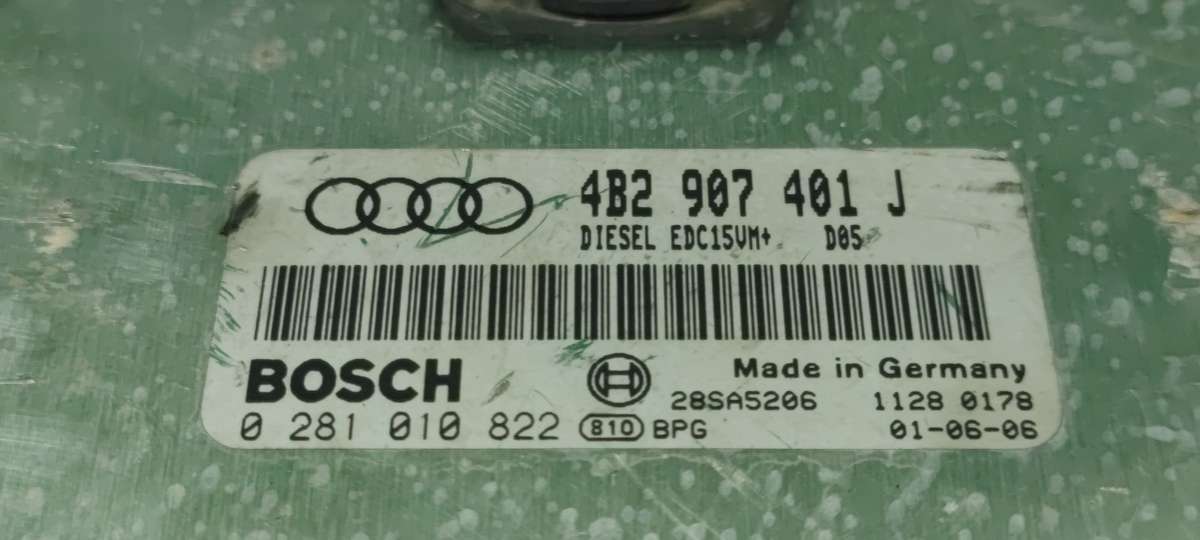 4B2 907 401 J
DIESEL EDC15VM+ D05
BOSCH
Made in Germany
28SA5206 1128 0178
0 281 010 822 810 BPG 01-06-06